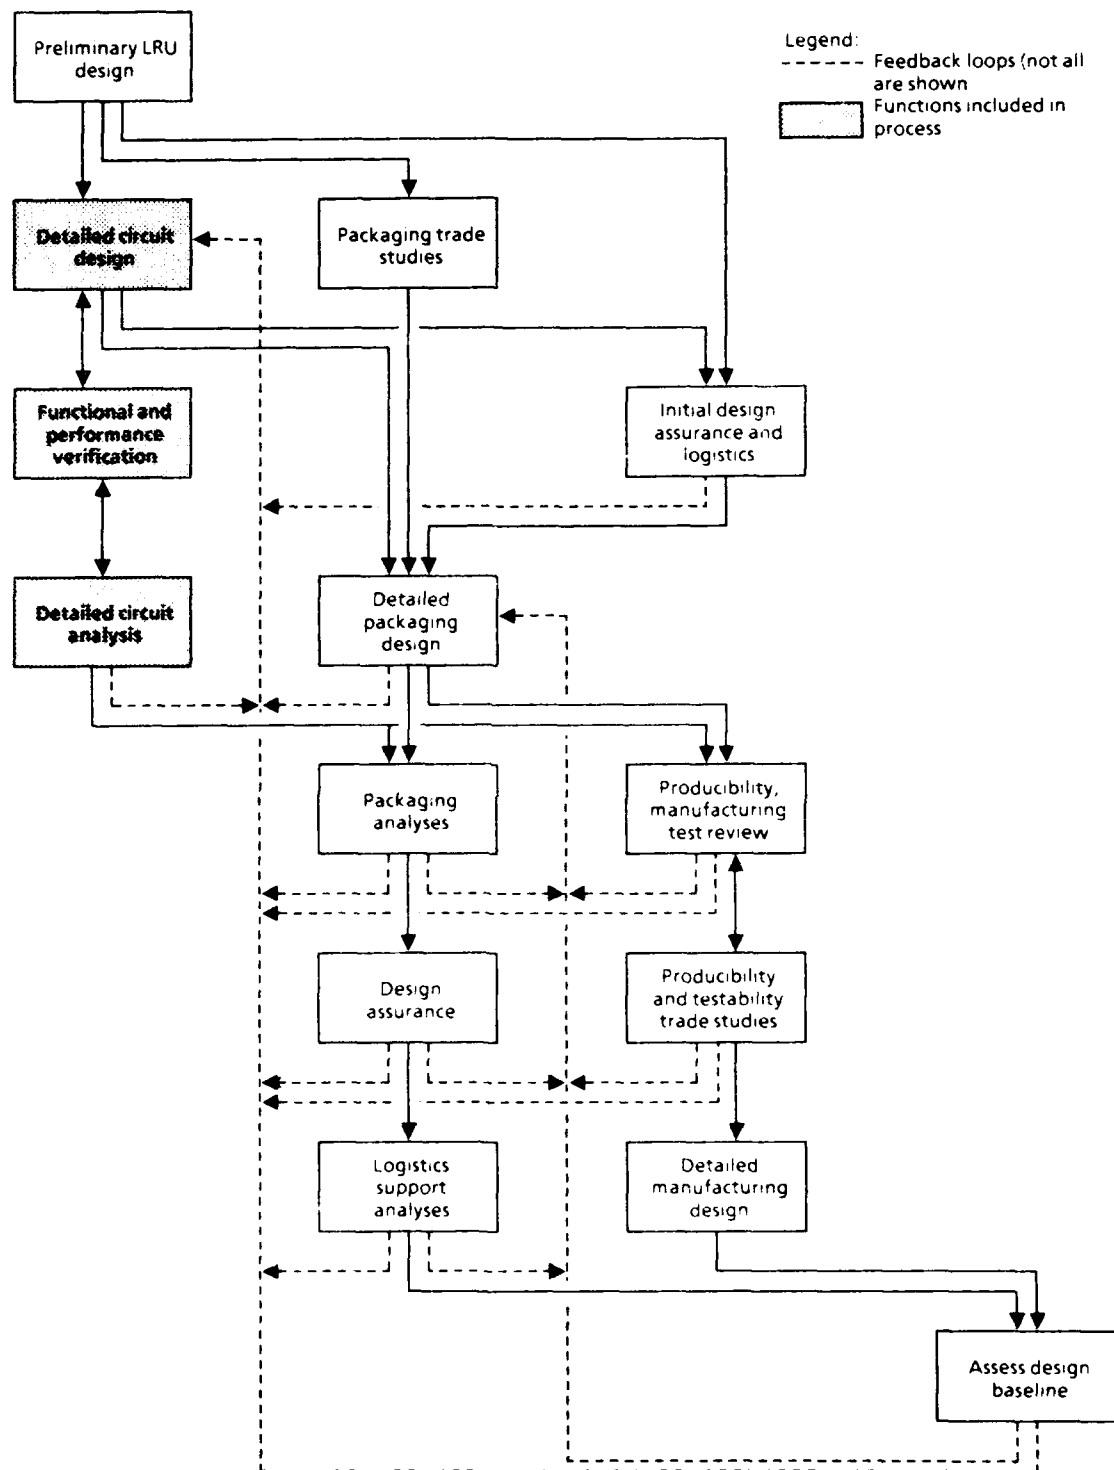 Preliminary LRU
design
Legend:
Feedback loops (not all
are shown
Functions included in
process
Detailed circuit
design
Packaging trade
studies
Functional and
performance
verification
Initial design
assurance and
logistics
Detailed circuit
analysis
Detailed
packaging
design
Packaging
analyses
Producibility,
manufacturing
test review
Design
assurance
Producibility
and testability
trade studies
Logistics
support
analyses
Detailed
manufacturing
design
Assess design
baseline